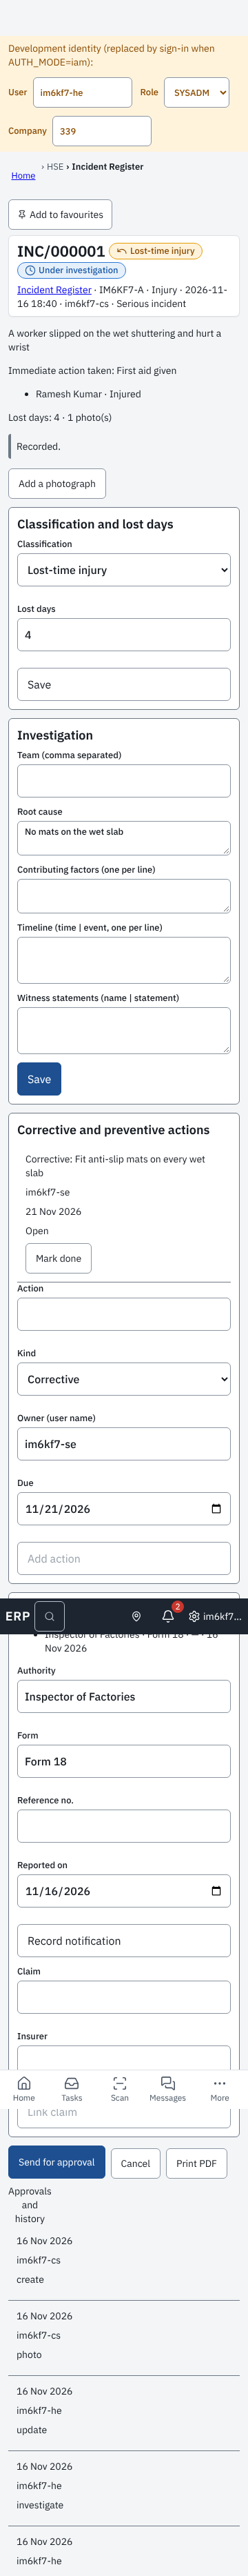 Development identity (replaced by sign-in when
AUTH_MODE=iam):
User im6kf7-he Role SYSADM
Company 339
Home › HSE › Incident Register
Add to favourites
INC/000001 Lost-time injury
Under investigation
Incident Register · IM6KF7-A · Injury · 2026-11-
16 18:40 · im6kf7-cs · Serious incident
A worker slipped on the wet shuttering and hurt a
wrist
Immediate action taken: First aid given
Ramesh Kumar · Injured
Lost days: 4 · 1 photo(s)
Recorded.
Add a photograph
Classification and lost days
Classification
Lost-time injury
Lost days
4
Save
Investigation
Team (comma separated)
Root cause
No mats on the wet slab
Contributing factors (one per line)
Timeline (time | event, one per line)
Witness statements (name | statement)
Save
Corrective and preventive actions
Corrective: Fit anti-slip mats on every wet
slab
im6kf7-se
21 Nov 2026
Open
Mark done
Action
Kind
Corrective
Owner (user name)
im6kf7-se
Due
11/21/2026
Add action
ERP 2 im6kf7...
Inspector of Factories · Form 18 · — · 16
Nov 2026
Authority
Inspector of Factories
Form
Form 18
Reference no.
Reported on
11/16/2026
Record notification
Claim
Insurer
Home Tasks Scan Messages More
Link claim
Send for approval Cancel Print PDF
Approvals
and
history
16 Nov 2026
im6kf7-cs
create
16 Nov 2026
im6kf7-cs
photo
16 Nov 2026
im6kf7-he
update
16 Nov 2026
im6kf7-he
investigate
16 Nov 2026
im6kf7-he